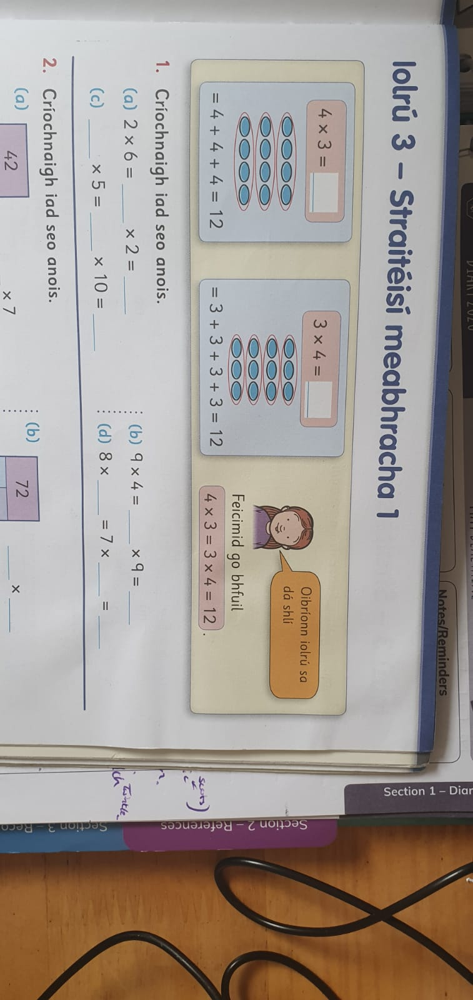 Iolrú 3 – Straitéisí meabhracha 1
4 × 3 =
= 4 + 4 + 4 = 12
3 × 4 =
= 3 + 3 + 3 + 3 = 12
Oibríonn iolrú sa
dá shlí
Feicimid go bhfuil
4 × 3 = 3 × 4 = 12.
1. Críochnaigh iad seo anois.
(a) 2 × 6 = ___ × 2 = ___
(b) 9 × 4 = ___ × 9 = ___
(c) ___ × 5 = ___ × 10 = ___
(d) 8 × ___ = 7 × ___ = ___
2. Críochnaigh iad seo anois.
(a) 42
× 7
(b) 72
___ × ___
Notes/Reminders
Section 1 – Diar
Section 2 – References
Section 3 – Reco
DIARY 2020
Twinkle